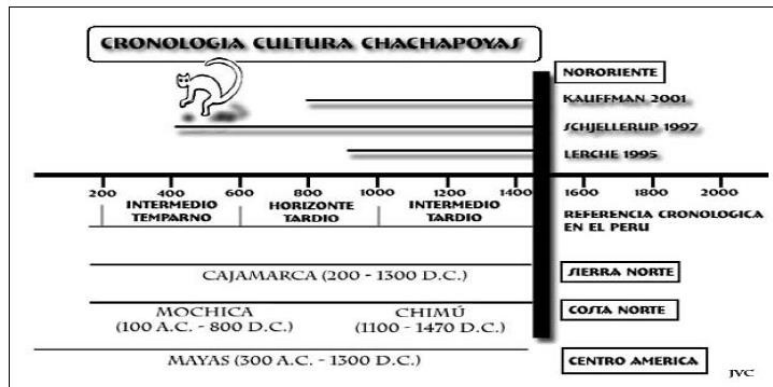 CRONOLOGIA CULTURA CHACHAPOYAS
NORORIENTE
KAUFFMAN 2001
SCHJELLERUP 1997
LERCHE 1995
200 400 600 800 1000 1200 1400 1600 1800 2000
INTERMEDIO TEMPARNO
HORIZONTE TARDIO
INTERMEDIO TARDIO
REFERENCIA CRONOLOGICA
EN EL PERU
CAJAMARCA (200 - 1300 D.C.)
SIERRA NORTE
MOCHICA
(100 A.C. - 800 D.C.)
CHIMÚ
(1100 - 1470 D.C.)
COSTA NORTE
MAYAS (300 A.C. - 1300 D.C.)
CENTRO AMERICA
JVC